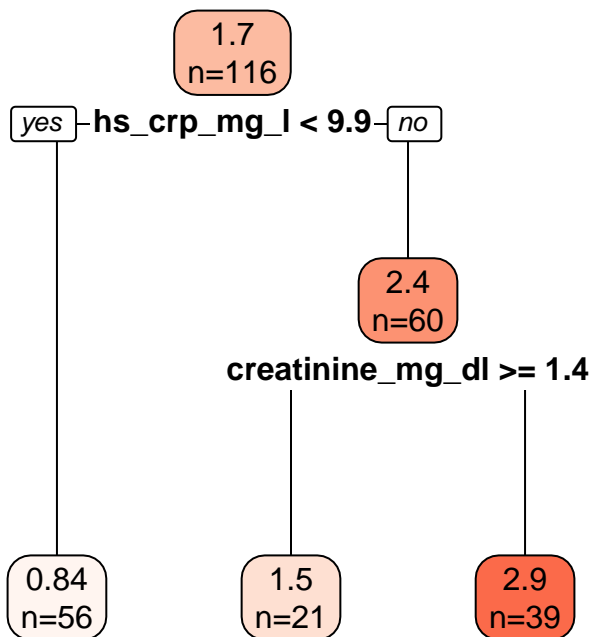 1.7
n=116
yes hs_crp_mg_l < 9.9 no
2.4
n=60
creatinine_mg_dl >= 1.4
0.84
n=56
1.5
n=21
2.9
n=39